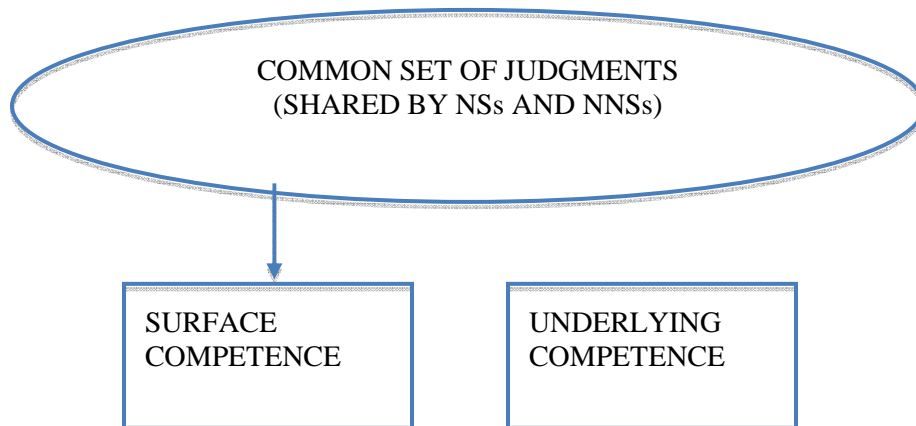 COMMON SET OF JUDGMENTS
(SHARED BY NSs AND NNSs)
SURFACE
COMPETENCE
UNDERLYING
COMPETENCE